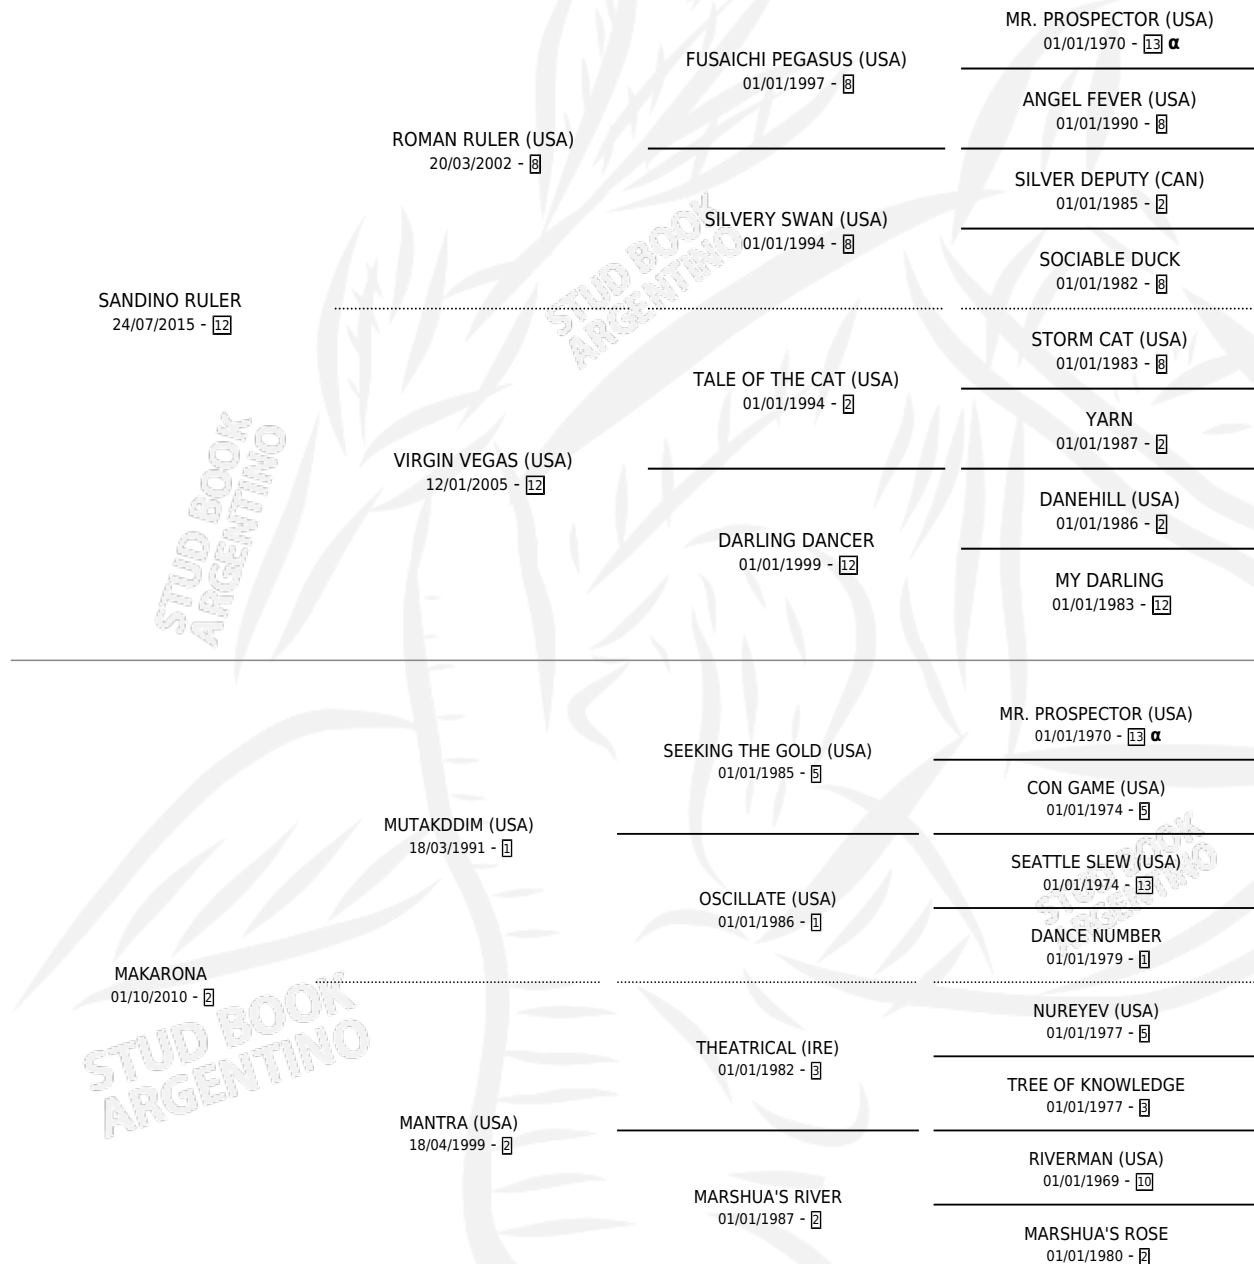 MR. PROSPECTOR (USA)
01/01/1970 - 13 α
FUSAICHI PEGASUS (USA)
01/01/1997 - 8
ANGEL FEVER (USA)
01/01/1990 - 8
ROMAN RULER (USA)
20/03/2002 - 8
SILVER DEPUTY (CAN)
01/01/1985 - 2
SILVERY SWAN (USA)
01/01/1994 - 8
SOCIABLE DUCK
01/01/1982 - 8
SANDINO RULER
24/07/2015 - 12
STORM CAT (USA)
01/01/1983 - 8
TALE OF THE CAT (USA)
01/01/1994 - 2
YARN
01/01/1987 - 2
VIRGIN VEGAS (USA)
12/01/2005 - 12
DANEHILL (USA)
01/01/1986 - 2
DARLING DANCER
01/01/1999 - 12
MY DARLING
01/01/1983 - 12
MR. PROSPECTOR (USA)
01/01/1970 - 13 α
SEEKING THE GOLD (USA)
01/01/1985 - 5
CON GAME (USA)
01/01/1974 - 5
MUTAKDDIM (USA)
18/03/1991 - 1
SEATTLE SLEW (USA)
01/01/1974 - 13
OSCILLATE (USA)
01/01/1986 - 1
DANCE NUMBER
01/01/1979 - 1
MAKARONA
01/10/2010 - 2
NUREYEV (USA)
01/01/1977 - 5
THEATRICAL (IRE)
01/01/1982 - 3
TREE OF KNOWLEDGE
01/01/1977 - 3
MANTRA (USA)
18/04/1999 - 2
RIVERMAN (USA)
01/01/1969 - 10
MARSHUA'S RIVER
01/01/1987 - 2
MARSHUA'S ROSE
01/01/1980 - 2
STUD BOOK
ARGENTINO
STUD BOOK
ARGENTINO
STUD BOOK
ARGENTINO
STUD BOOK
ARGENTINO